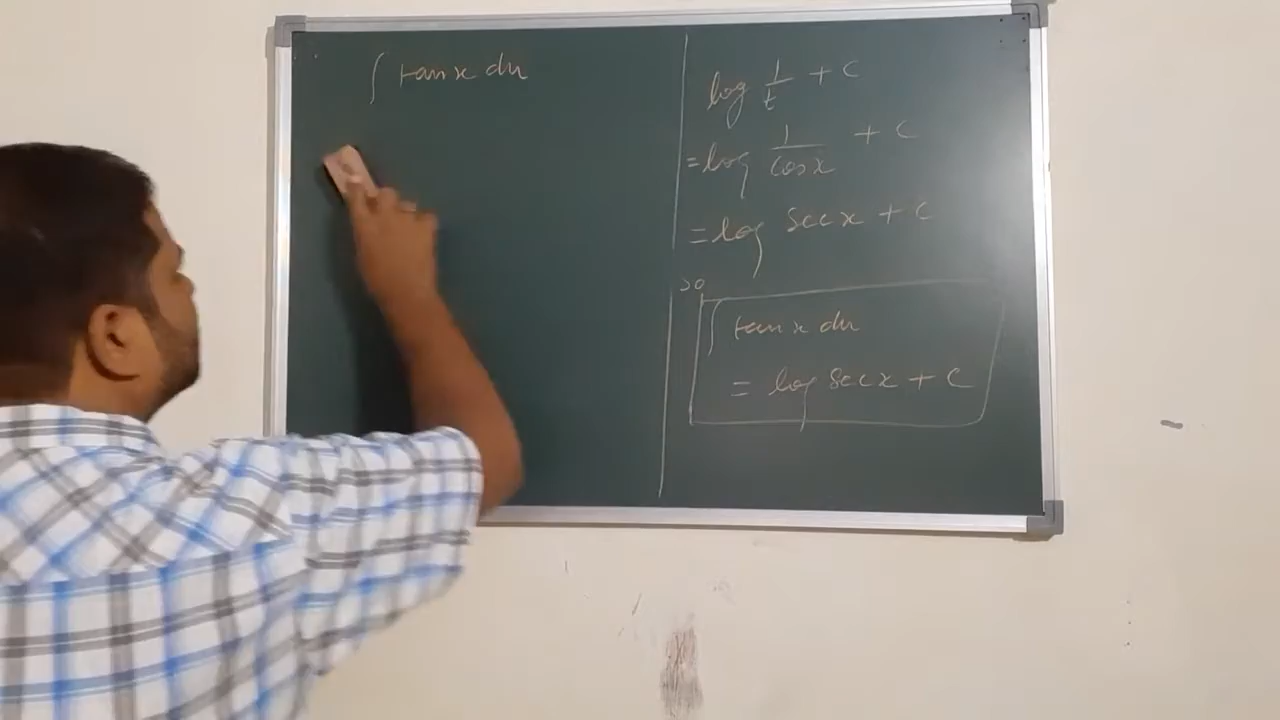 ∫ tan x dx
log 1/t + c
= log 1/cos x + c
= log sec x + c
so
∫ tan x dx
= log sec x + c